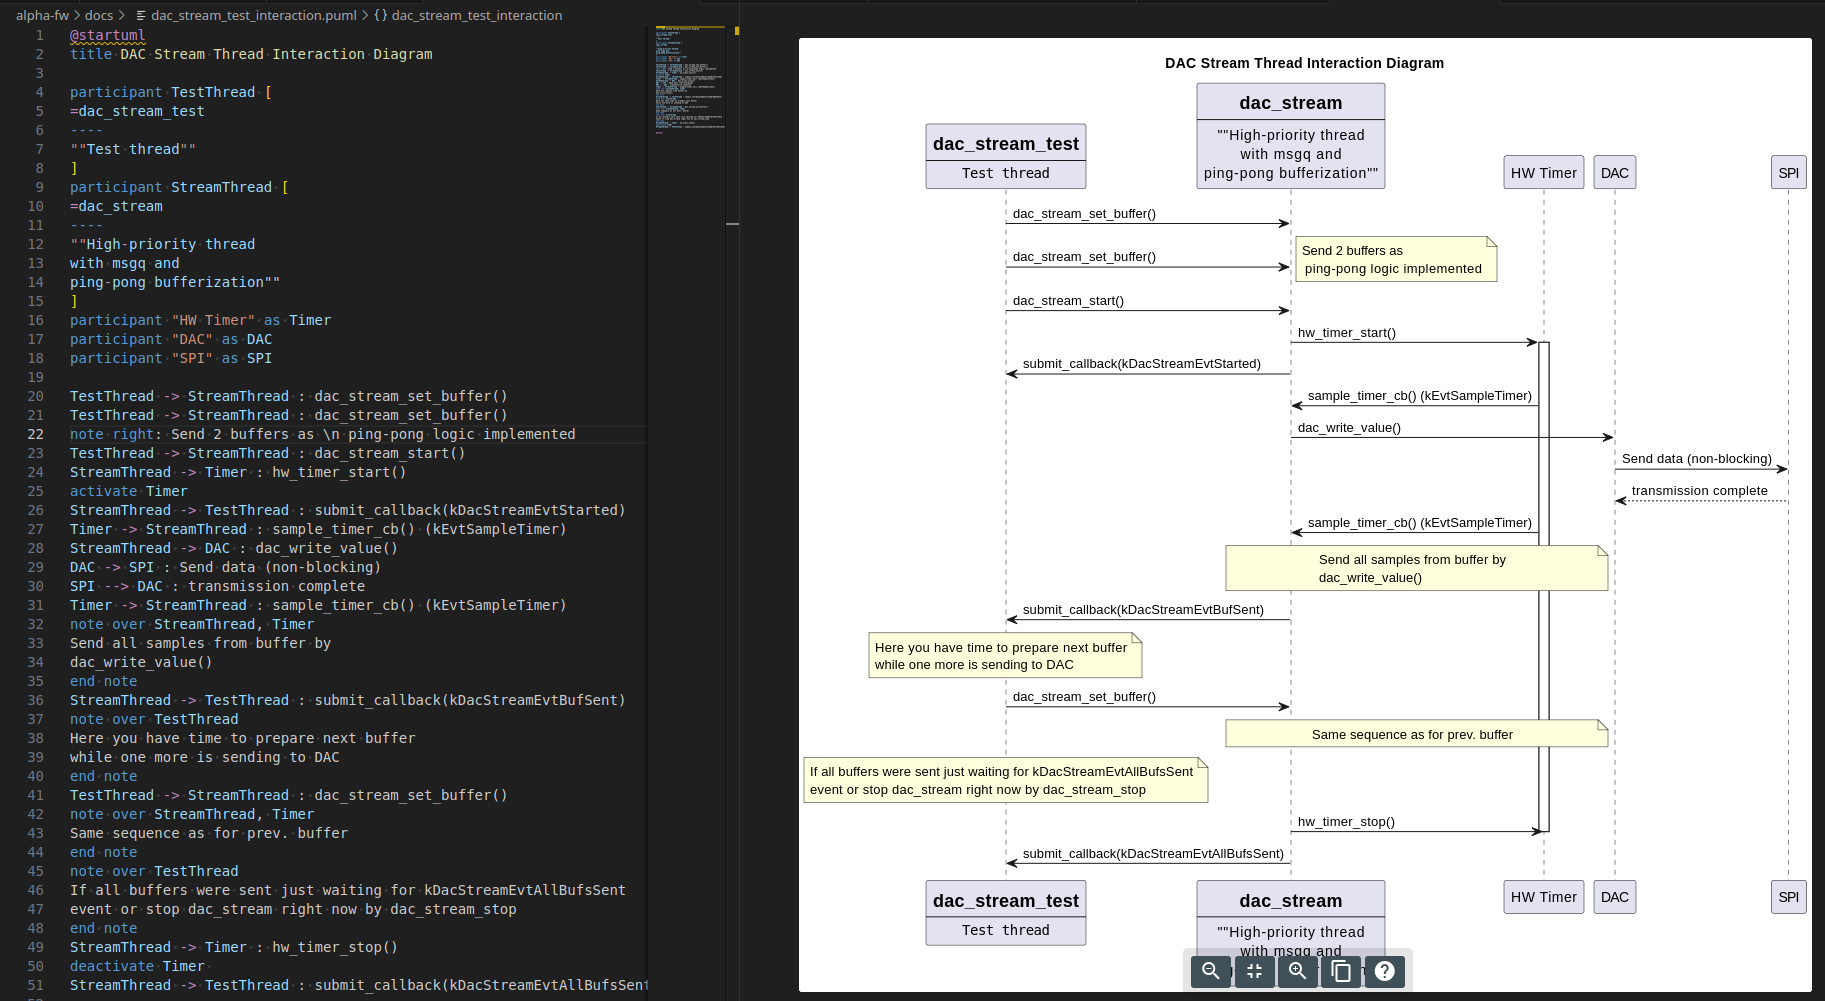 alpha-fw > docs > dac_stream_test_interaction.puml > {} dac_stream_test_interaction
1 @startuml
2 title DAC Stream Thread Interaction Diagram
3
4 participant TestThread [
5 =dac_stream_test
6 ----
7 ""Test thread""
8 ]
9 participant StreamThread [
10 =dac_stream
11 ----
12 ""High-priority thread
13 with msgq and
14 ping-pong bufferization""
15 ]
16 participant "HW Timer" as Timer
17 participant "DAC" as DAC
18 participant "SPI" as SPI
19
20 TestThread -> StreamThread : dac_stream_set_buffer()
21 TestThread -> StreamThread : dac_stream_set_buffer()
22 note right: Send 2 buffers as \n ping-pong logic implemented
23 TestThread -> StreamThread : dac_stream_start()
24 StreamThread -> Timer : hw_timer_start()
25 activate Timer
26 StreamThread -> TestThread : submit_callback(kDacStreamEvtStarted)
27 Timer -> StreamThread : sample_timer_cb() (kEvtSampleTimer)
28 StreamThread -> DAC : dac_write_value()
29 DAC -> SPI : Send data (non-blocking)
30 SPI --> DAC : transmission complete
31 Timer -> StreamThread : sample_timer_cb() (kEvtSampleTimer)
32 note over StreamThread, Timer
33 Send all samples from buffer by
34 dac_write_value()
35 end note
36 StreamThread -> TestThread : submit_callback(kDacStreamEvtBufSent)
37 note over TestThread
38 Here you have time to prepare next buffer
39 while one more is sending to DAC
40 end note
41 TestThread -> StreamThread : dac_stream_set_buffer()
42 note over StreamThread, Timer
43 Same sequence as for prev. buffer
44 end note
45 note over TestThread
46 If all buffers were sent just waiting for kDacStreamEvtAllBufsSent
47 event or stop dac_stream right now by dac_stream_stop
48 end note
49 StreamThread -> Timer : hw_timer_stop()
50 deactivate Timer
51 StreamThread -> TestThread : submit_callback(kDacStreamEvtAllBufsSent
DAC Stream Thread Interaction Diagram
dac_stream_test
Test thread
dac_stream
""High-priority thread
with msgq and
ping-pong bufferization""
HW Timer
DAC
SPI
dac_stream_set_buffer()
dac_stream_set_buffer()
Send 2 buffers as
ping-pong logic implemented
dac_stream_start()
hw_timer_start()
submit_callback(kDacStreamEvtStarted)
sample_timer_cb() (kEvtSampleTimer)
dac_write_value()
Send data (non-blocking)
transmission complete
sample_timer_cb() (kEvtSampleTimer)
Send all samples from buffer by
dac_write_value()
submit_callback(kDacStreamEvtBufSent)
Here you have time to prepare next buffer
while one more is sending to DAC
dac_stream_set_buffer()
Same sequence as for prev. buffer
If all buffers were sent just waiting for kDacStreamEvtAllBufsSent
event or stop dac_stream right now by dac_stream_stop
hw_timer_stop()
submit_callback(kDacStreamEvtAllBufsSent)
dac_stream_test
Test thread
dac_stream
""High-priority thread
with msgq and
HW Timer
DAC
SPI